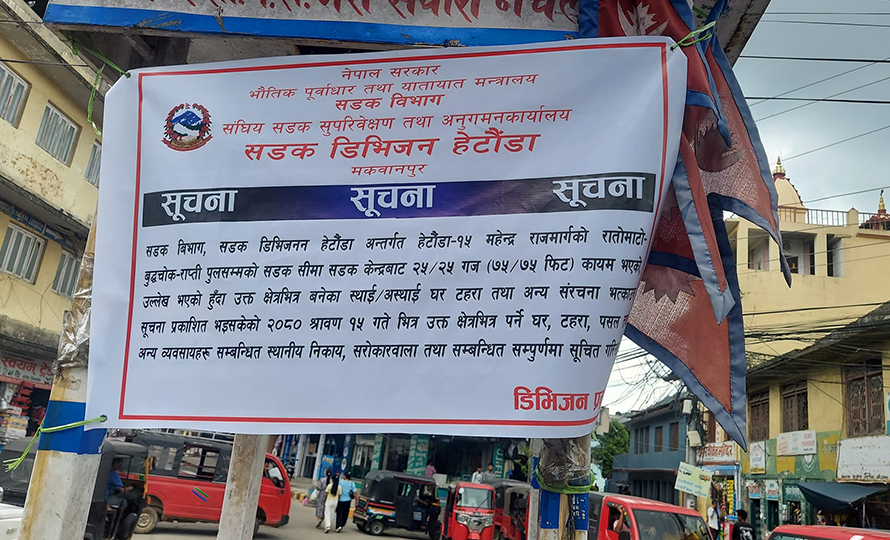 नेपाल सरकार
भौतिक पूर्वाधार तथा यातायात मन्त्रालय
सडक विभाग
संघिय सडक सुपरिवेक्षण तथा अनुगमनकार्यालय
सडक डिभिजन हेटौंडा
मकवानपुर
सूचना सूचना सूचना
सडक बिभाग, सडक डिभिजनन हेटौंडा अन्तर्गत हेटौंडा-१५ महेन्द्र राजमार्गको रातोमाटो-
बुद्धचोक-राप्ती पुलसम्मको सडक सीमा सडक केन्द्रबाट २५/२५ गज (७५/७५ फिट) कायम भएको
उल्लेख भएको हुँदा उक्त क्षेत्रभित्र बनेका स्थाई/अस्थाई घर टहरा तथा अन्य संरचना
सूचना प्रकाशित भइसकेको २०८० श्रावण १५ गते भित्र उक्त क्षेत्रभित्र पर्ने घर, टहरा, पसल
अन्य व्यवसायहरू सम्बन्धित स्थानीय निकाय, सरोकारवाला तथा सम्बन्धित सम्पुर्णमा सूचित
डिभिजन